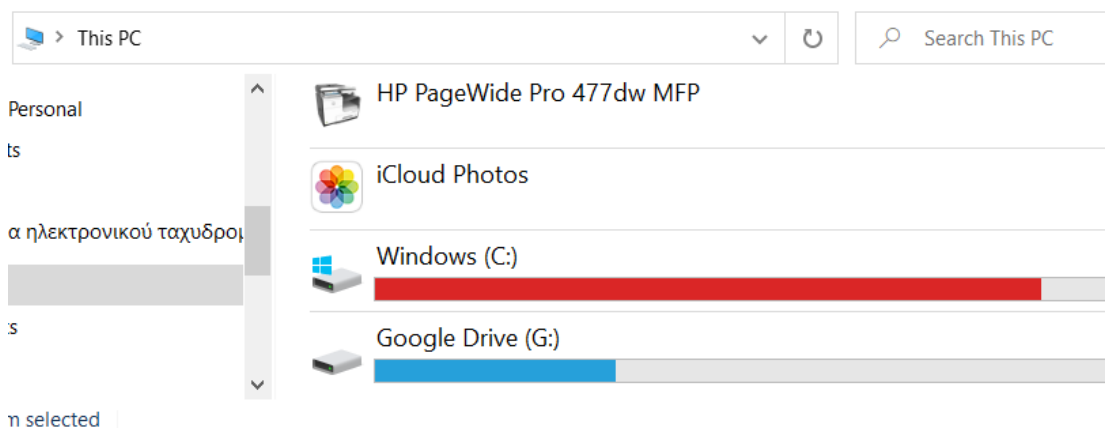 This PC
Search This PC
Personal
ts
α ηλεκτρονικού ταχυδρομ
ts
HP PageWide Pro 477dw MFP
iCloud Photos
Windows (C:)
Google Drive (G:)
m selected